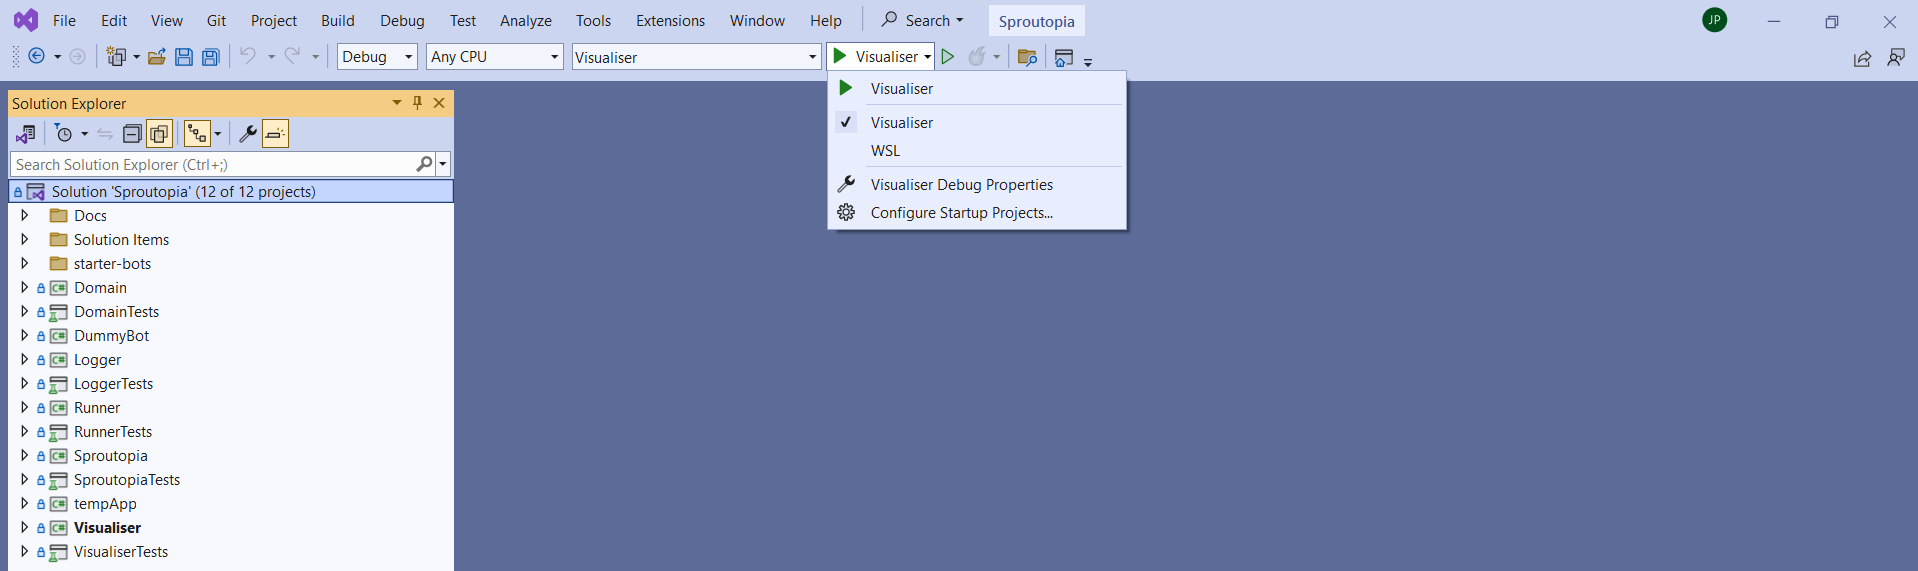 File Edit View Git Project Build Debug Test Analyze Tools Extensions Window Help Search Sproutopia JP
Debug Any CPU Visualiser Visualiser
Visualiser
Visualiser
WSL
Visualiser Debug Properties
Configure Startup Projects...
Solution Explorer
Search Solution Explorer (Ctrl+;)
Solution 'Sproutopia' (12 of 12 projects)
Docs
Solution Items
starter-bots
C# Domain
DomainTests
C# DummyBot
C# Logger
LoggerTests
C# Runner
RunnerTests
C# Sproutopia
SproutopiaTests
C# tempApp
C# Visualiser
VisualiserTests